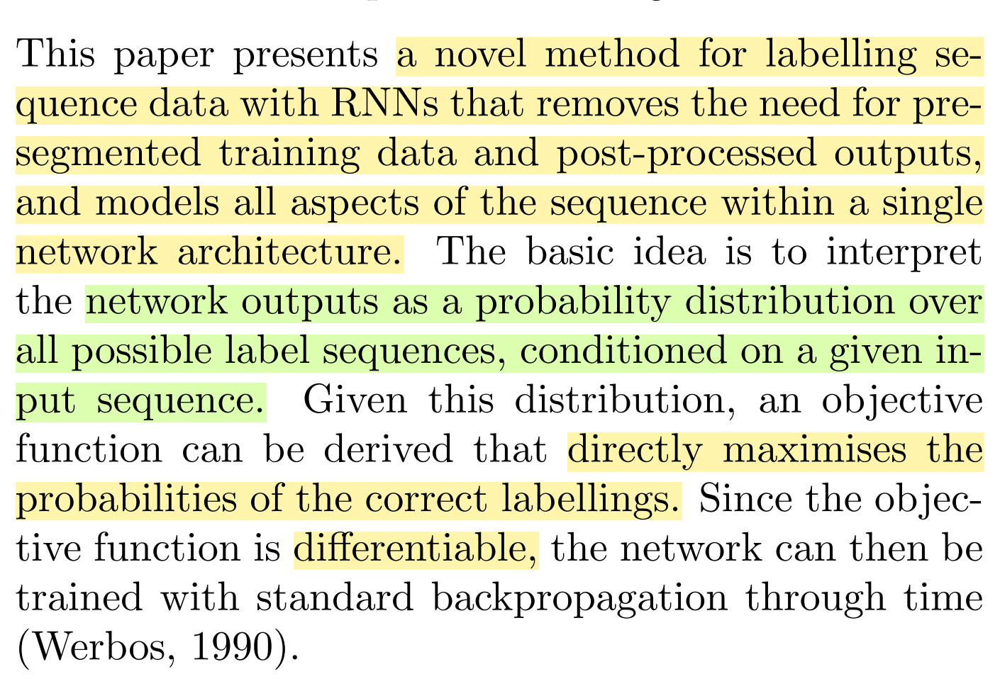 This paper presents a novel method for labelling se-
quence data with RNNs that removes the need for pre-
segmented training data and post-processed outputs,
and models all aspects of the sequence within a single
network architecture. The basic idea is to interpret
the network outputs as a probability distribution over
all possible label sequences, conditioned on a given in-
put sequence. Given this distribution, an objective
function can be derived that directly maximises the
probabilities of the correct labellings. Since the objec-
tive function is differentiable, the network can then be
trained with standard backpropagation through time
(Werbos, 1990).